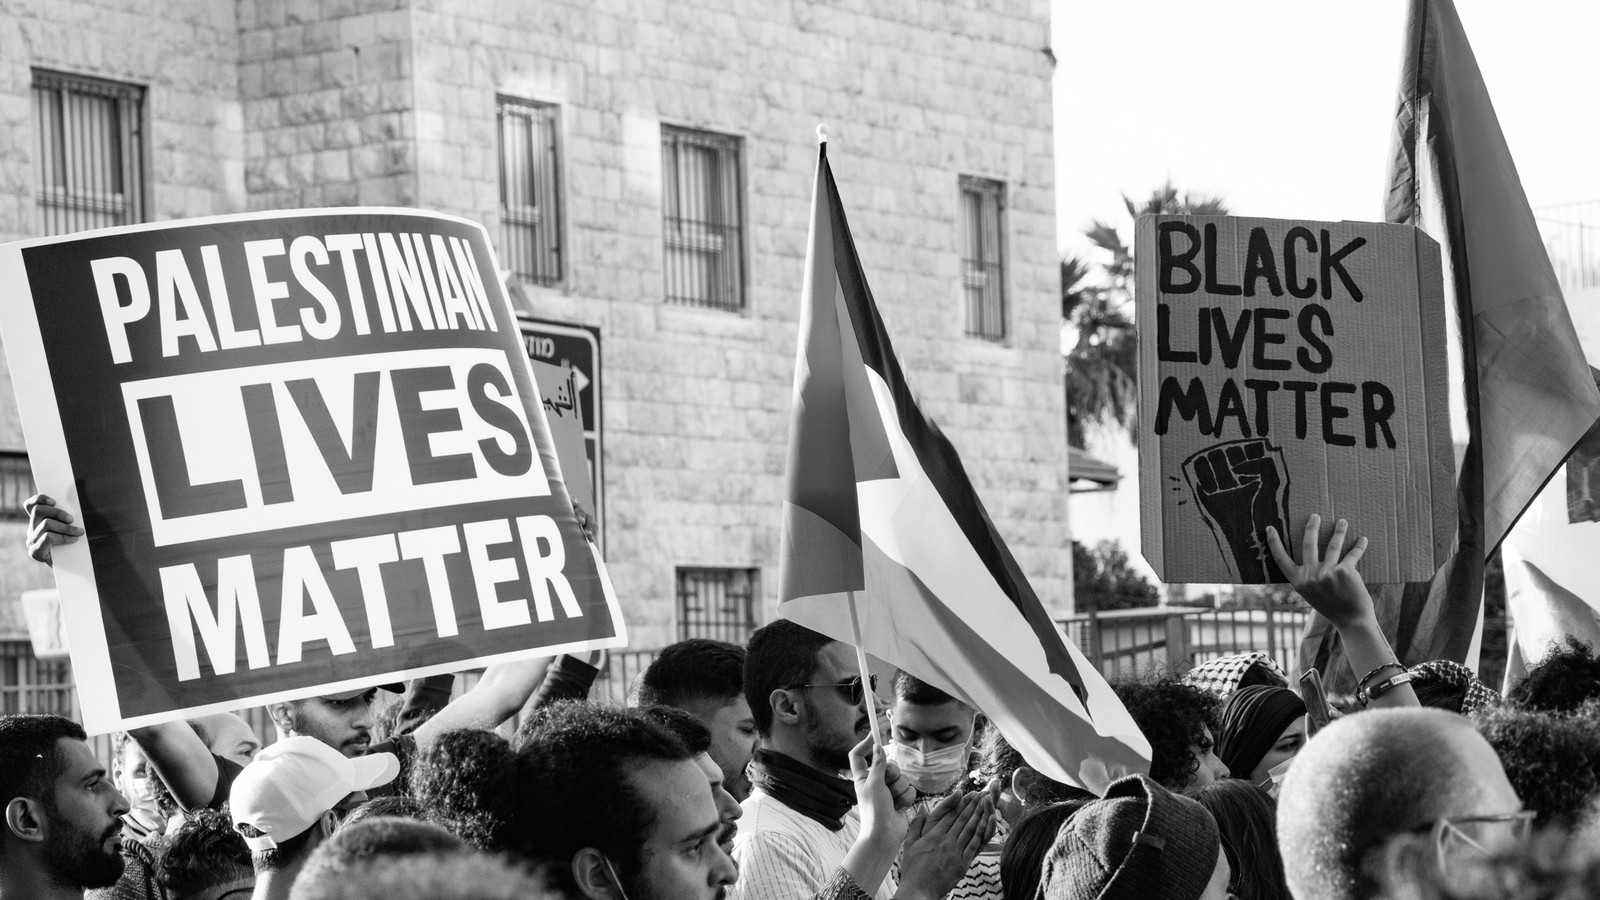 PALESTINIAN
LIVES
MATTER
BLACK
LIVES
MATTER